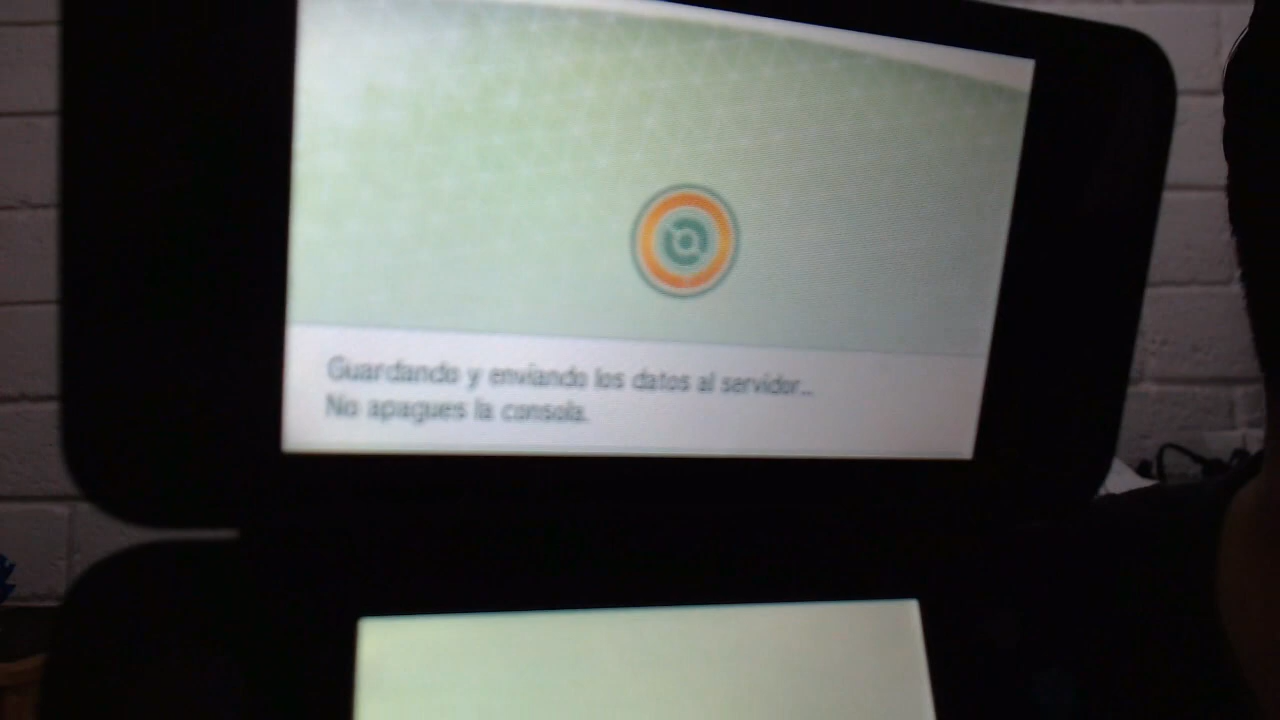 Guardando y enviando los datos al servidor...
No apagues la consola.